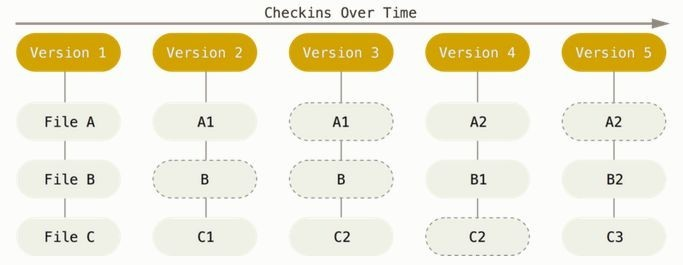 Checkins Over Time
Version 1 Version 2 Version 3 Version 4 Version 5
File A A1 A1 A2 A2
File B B B B1 B2
File C C1 C2 C2 C3